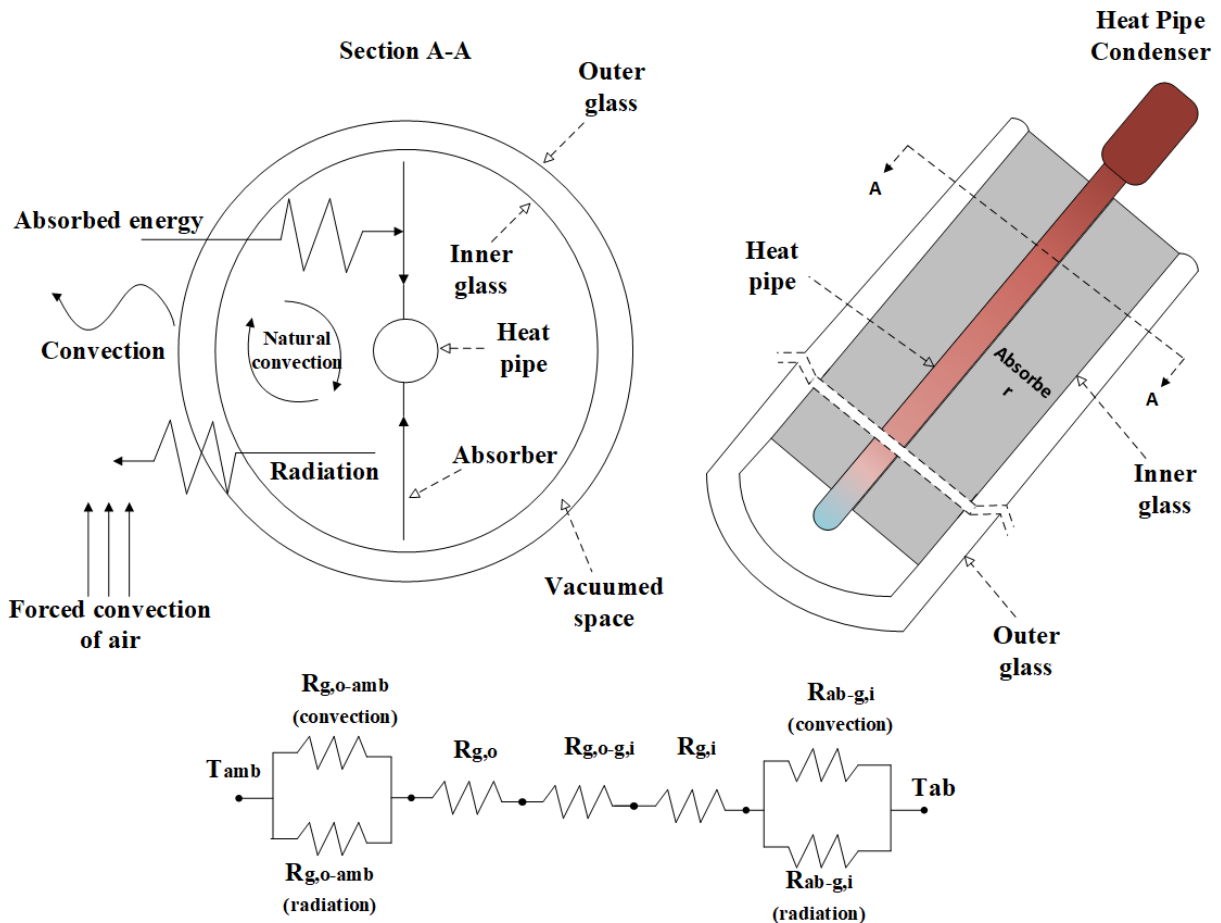 Section A-A
Outer
glass
Absorbed energy
Inner
glass
Natural
convection
Heat
pipe
Convection
Radiation
Absorber
Forced convection
of air
Vacuumed
space
Heat Pipe
Condenser
A
Heat
pipe
Absorbe
r
A
Inner
glass
Outer
glass
Rg,o-amb
(convection)
Tamb
Rg,o
Rg,o-g,i
Rg,i
Rab-g,i
(convection)
Tab
Rg,o-amb
(radiation)
Rab-g,i
(radiation)